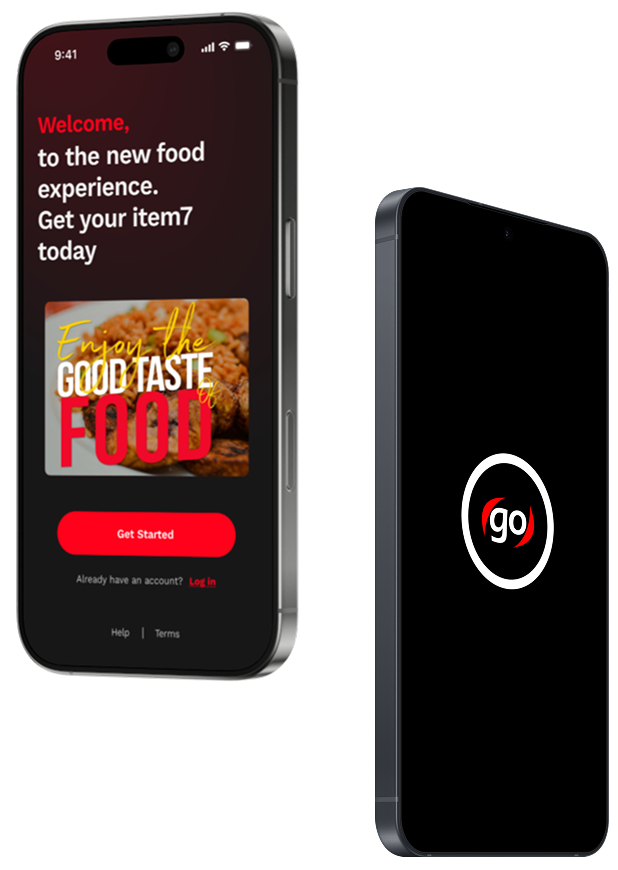 9:41
Welcome,
to the new food
experience.
Get your item7
today
Enjoy the
GOOD TASTE
of
FOOD
Get Started
Already have an account? Log in
Help | Terms
go